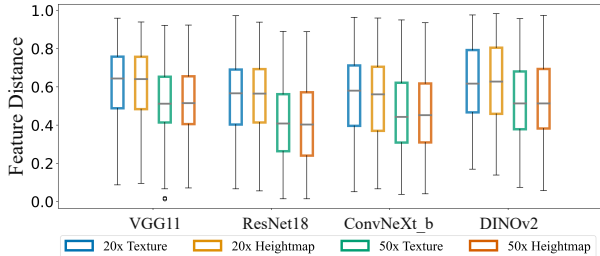 Feature Distance
1.0
0.8
0.6
0.4
0.2
0.0
VGG11 ResNet18 ConvNeXt_b DINOv2
20x Texture 20x Heightmap 50x Texture 50x Heightmap